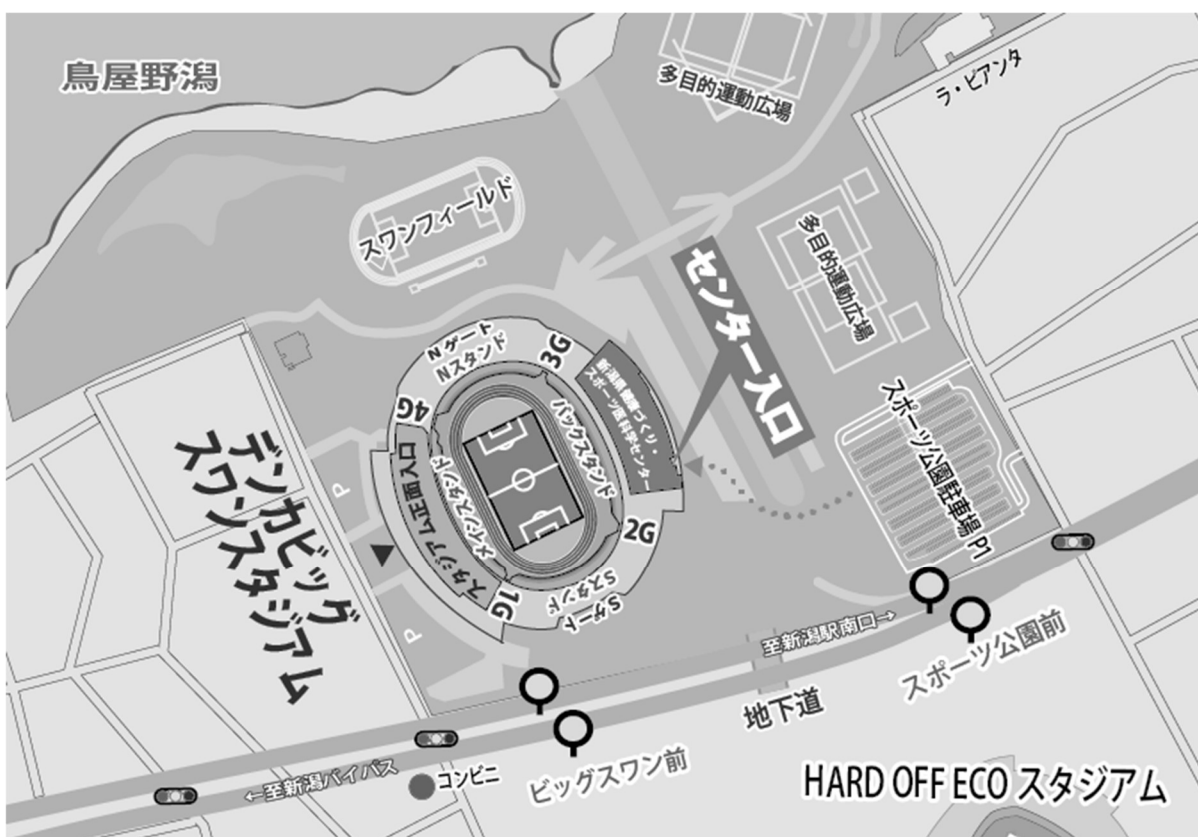 鳥屋野潟
多目的運動広場
ラ・ピアンタ
スワンフィールド
多目的運動広場
センター入口
Nゲート
Nスタンド
3G
新潟県健康づくり・
スポーツ医科学センター
4G
バックスタンド
スポーツ公園駐車場 P1
デンカビッグ
スワンスタジアム
P
スタジアム正面入口
メインスタンド
2G
1G
Sスタンド
Sゲート
P
至新潟駅南口→
スポーツ公園前
地下道
ビッグスワン前
←至新潟バイパス
コンビニ
HARD OFF ECO スタジアム